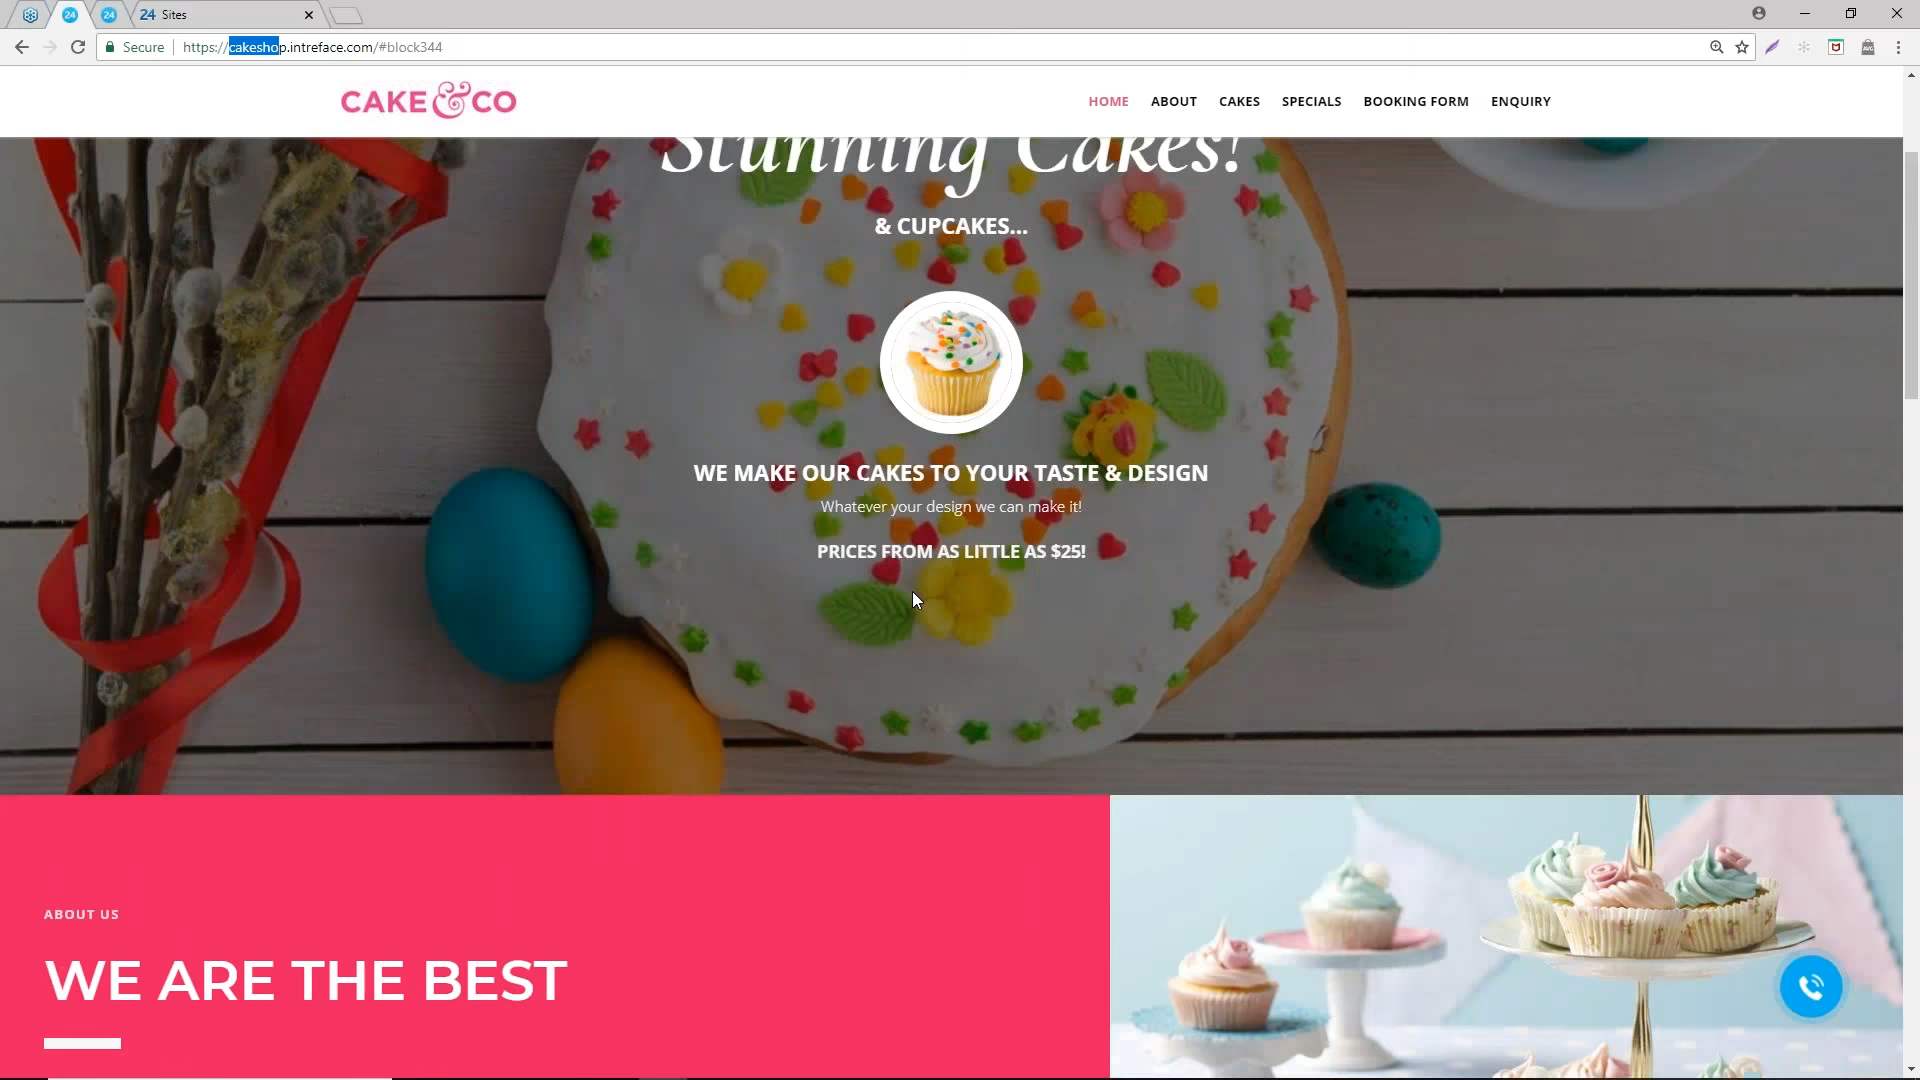 24
24
24 Sites
Secure
https://cakeshop.intreface.com/#block344
CAKE & CO
HOME ABOUT CAKES SPECIALS BOOKING FORM ENQUIRY
Stunning Cakes!
& CUPCAKES...
WE MAKE OUR CAKES TO YOUR TASTE & DESIGN
Whatever your design we can make it!
PRICES FROM AS LITTLE AS $25!
ABOUT US
WE ARE THE BEST